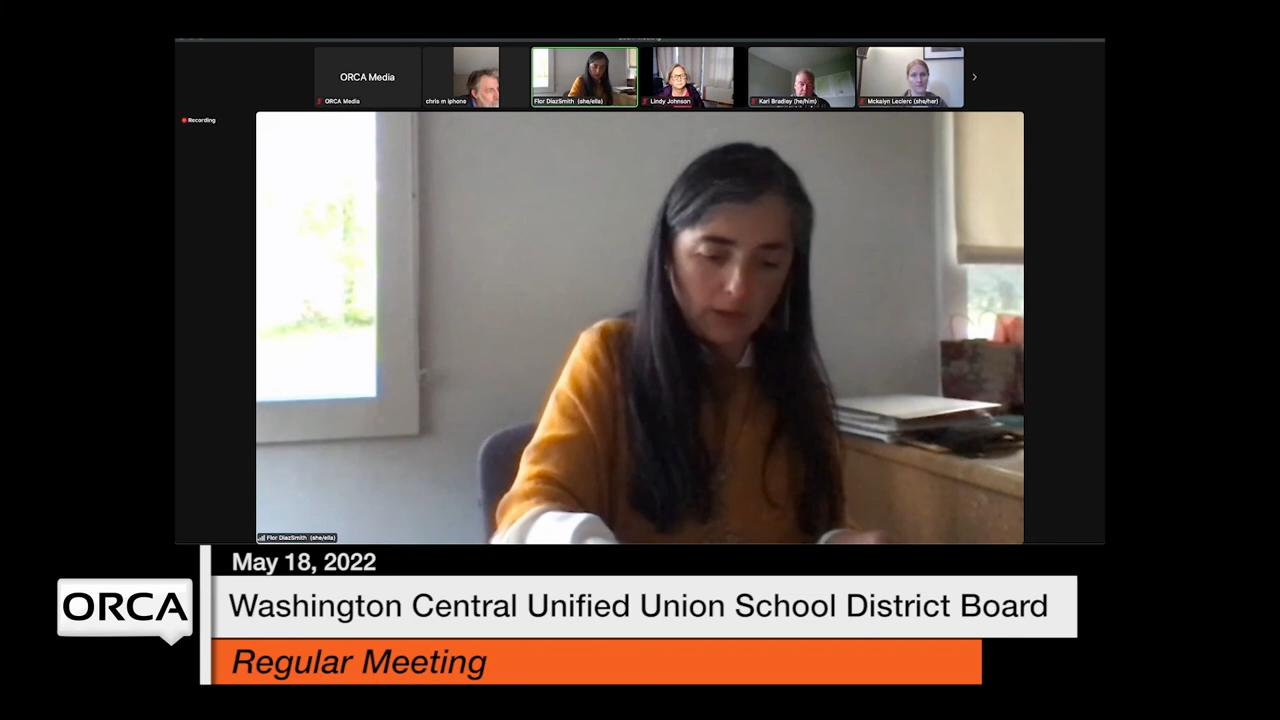 ORCA Media
ORCA Media
chris m iphone
Flor DiazSmith (she/ella)
Lindy Johnson
Kari Bradley (he/him)
Mckalyn Leclerc (she/her)
Recording
Flor DiazSmith (she/ella)
May 18, 2022
ORCA
Washington Central Unified Union School District Board
Regular Meeting